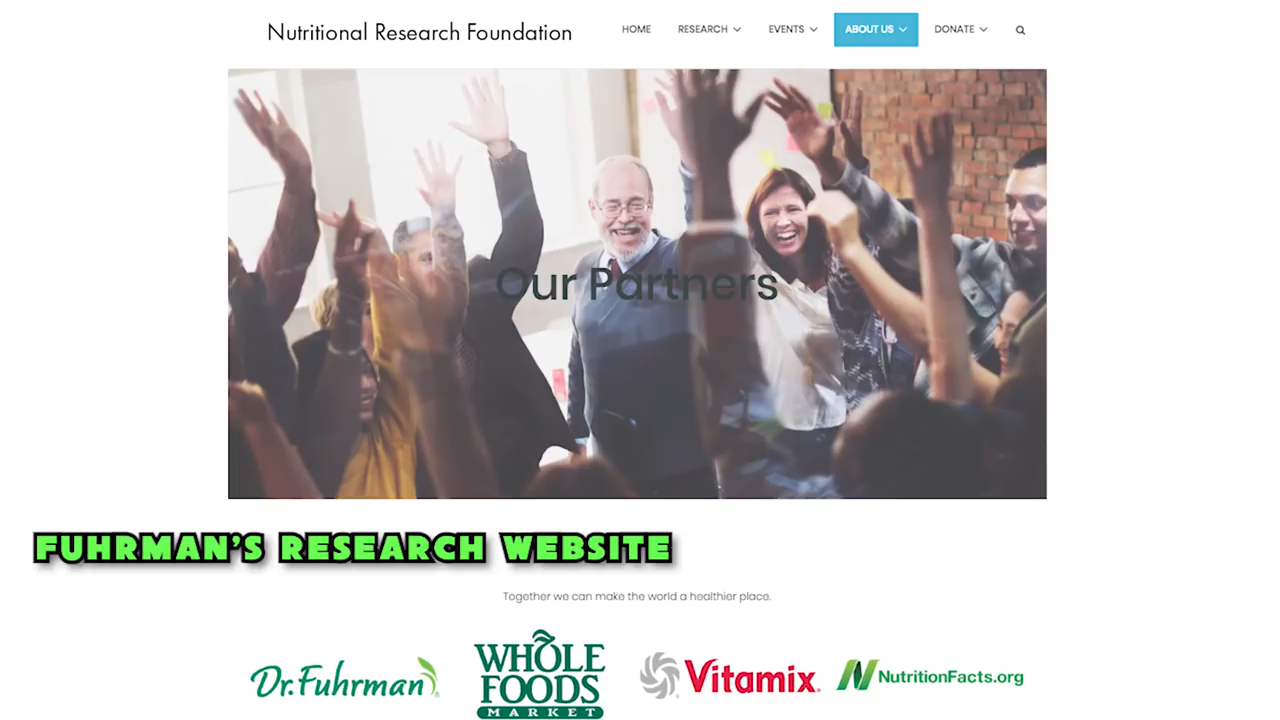 Nutritional Research Foundation
HOME RESEARCH EVENTS ABOUT US DONATE
Our Partners
FUHRMAN'S RESEARCH WEBSITE
Together we can make the world a healthier place.
Dr. Fuhrman
WHOLE FOODS MARKET
Vitamix
NutritionFacts.org